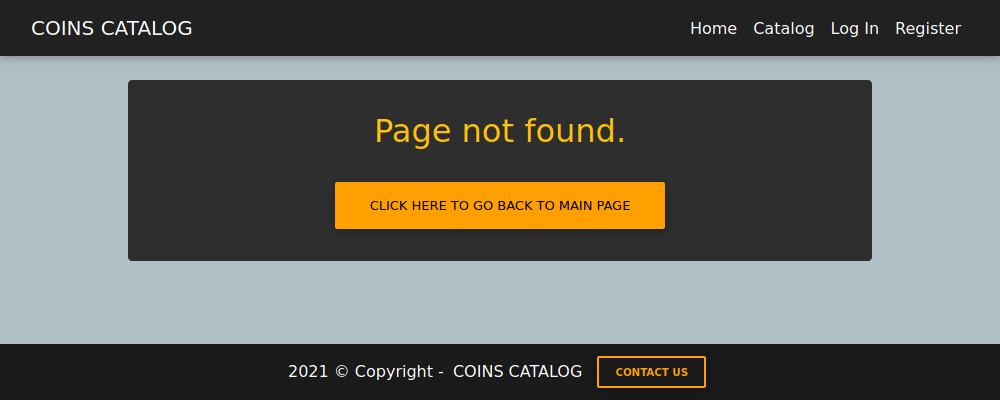 COINS CATALOG Home Catalog Log In Register
Page not found.
CLICK HERE TO GO BACK TO MAIN PAGE
2021 © Copyright - COINS CATALOG CONTACT US